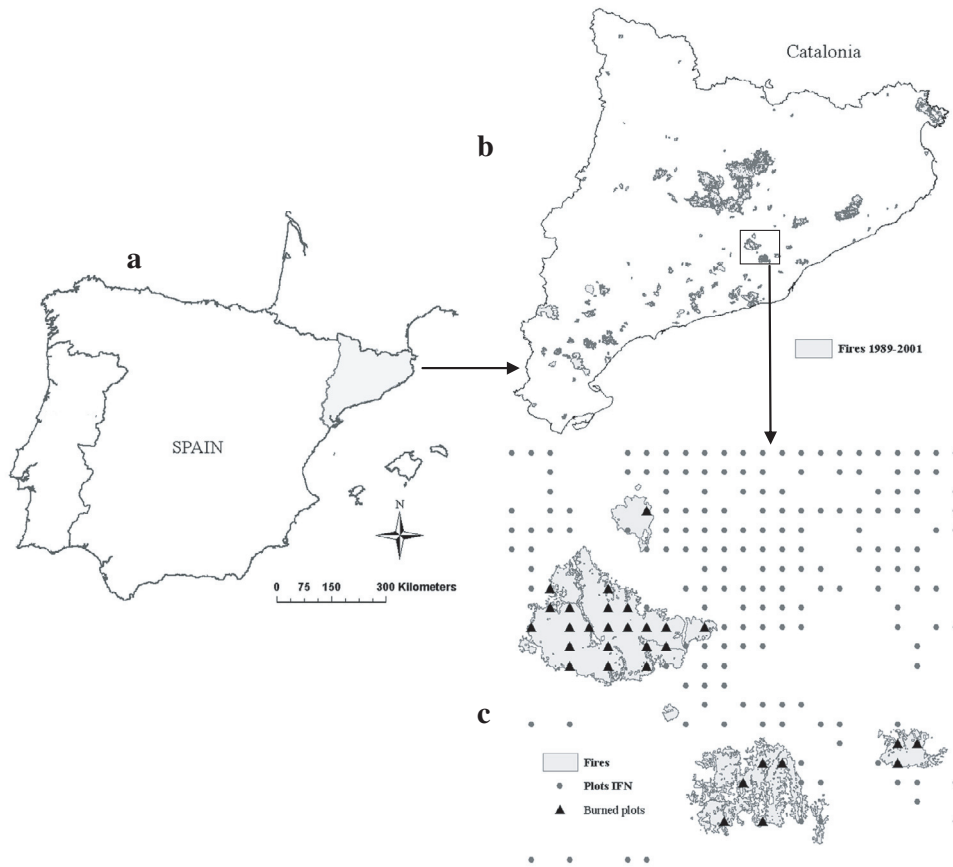 Catalonia
b
a
Fires 1989-2001
SPAIN
N
0 75 150 300 Kilometers
c
Fires
Plots IFN
Burned plots